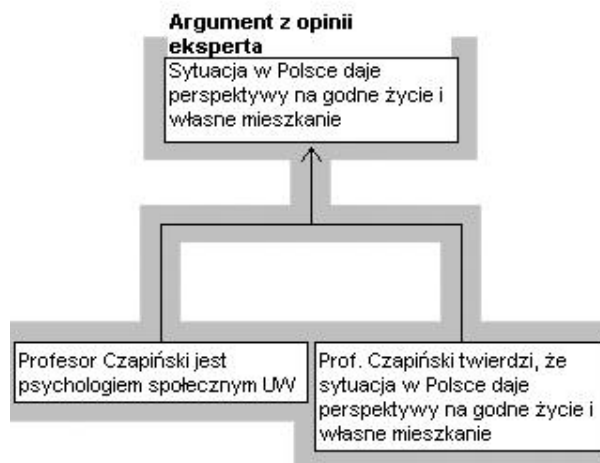 Argument z opinii
eksperta
Sytuacja w Polsce daje
perspektywy na godne życie i
własne mieszkanie
Profesor Czapiński jest
psychologiem społecznym UW
Prof. Czapiński twierdzi, że
sytuacja w Polsce daje
perspektywy na godne życie i
własne mieszkanie